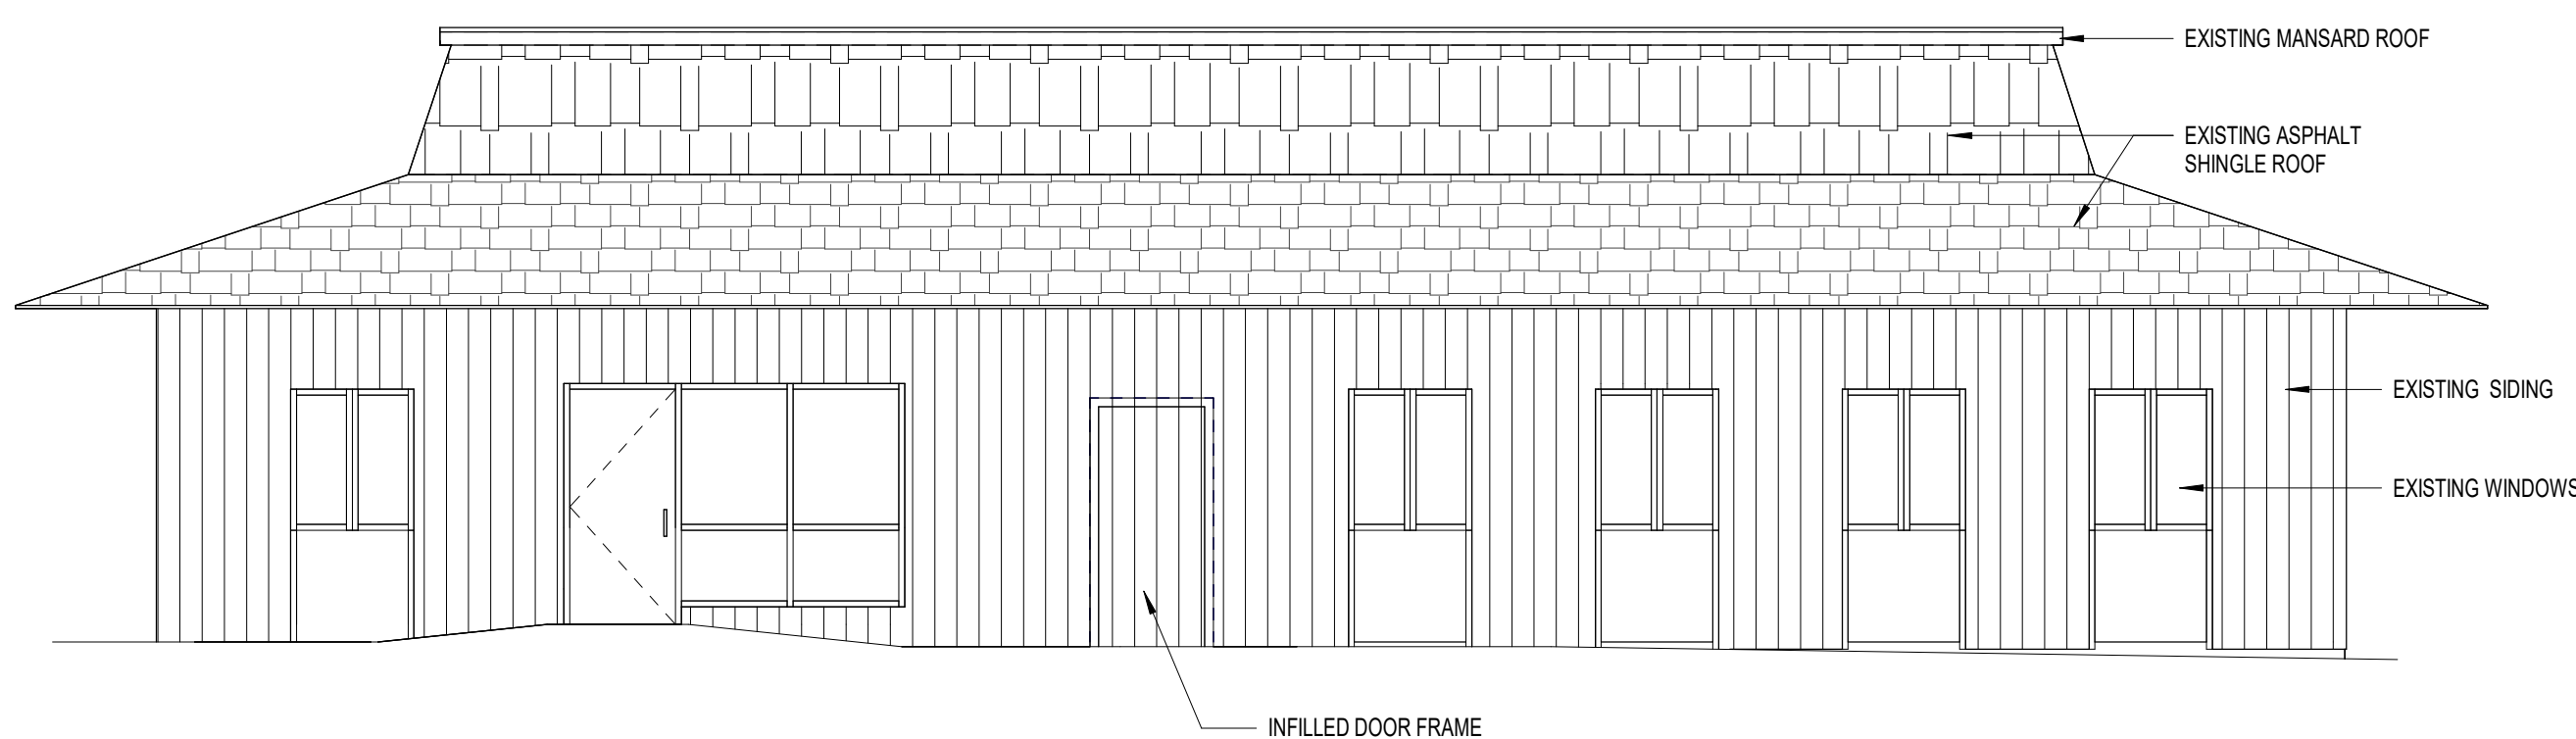 EXISTING MANSARD ROOF
EXISTING ASPHALT
SHINGLE ROOF
EXISTING SIDING
EXISTING WINDOWS
INFILLED DOOR FRAME